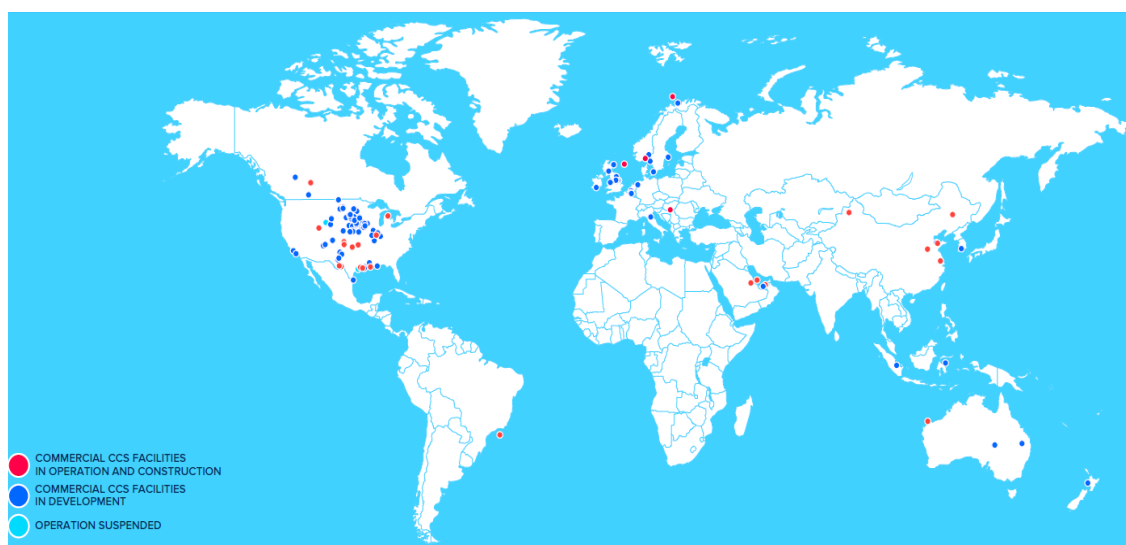 COMMERCIAL CCS FACILITIES
IN OPERATION AND CONSTRUCTION
COMMERCIAL CCS FACILITIES
IN DEVELOPMENT
OPERATION SUSPENDED